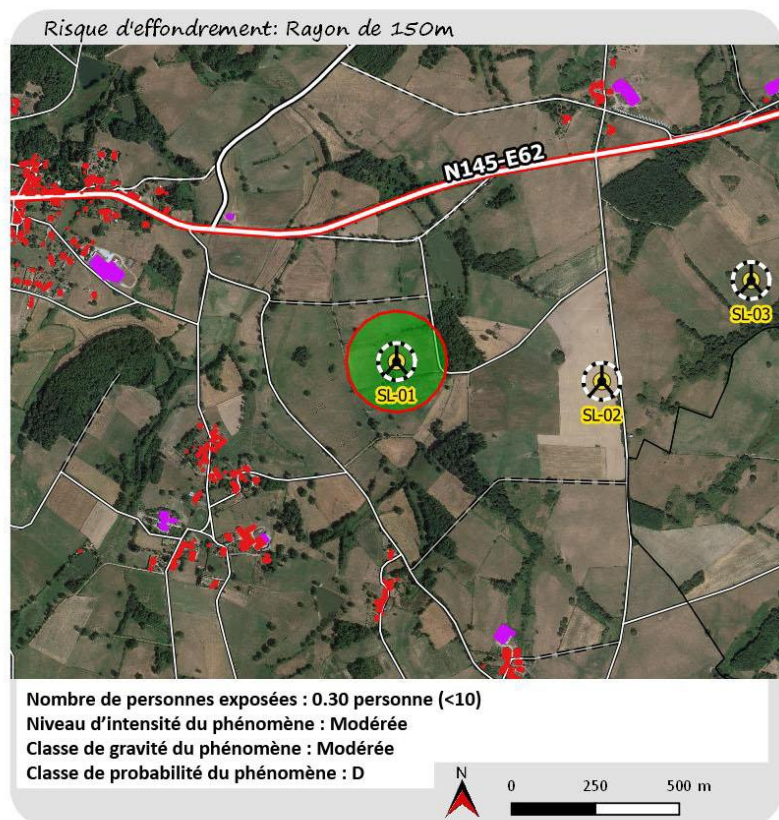 Risque d'effondrement: Rayon de 150m
N145-E62
SL-03
SL-01
SL-02
Nombre de personnes exposées : 0.30 personne (<10)
Niveau d’intensité du phénomène : Modérée
Classe de gravité du phénomène : Modérée
Classe de probabilité du phénomène : D
N
0 250 500 m